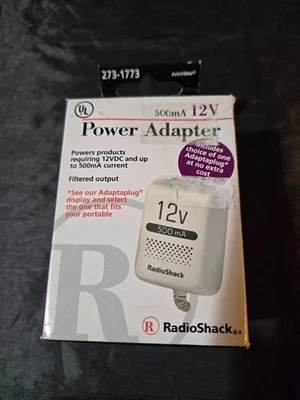 273-1773
UL
500mA 12V
Power Adapter
Powers products
requiring 12VDC and up
to 500mA current
Filtered output
*See our Adaptaplug®
display and select
the one that fits
your portable
Includes
choice of one
Adaptaplug*
at no extra
cost
12v
500 mA
RadioShack
R
R RadioShack®